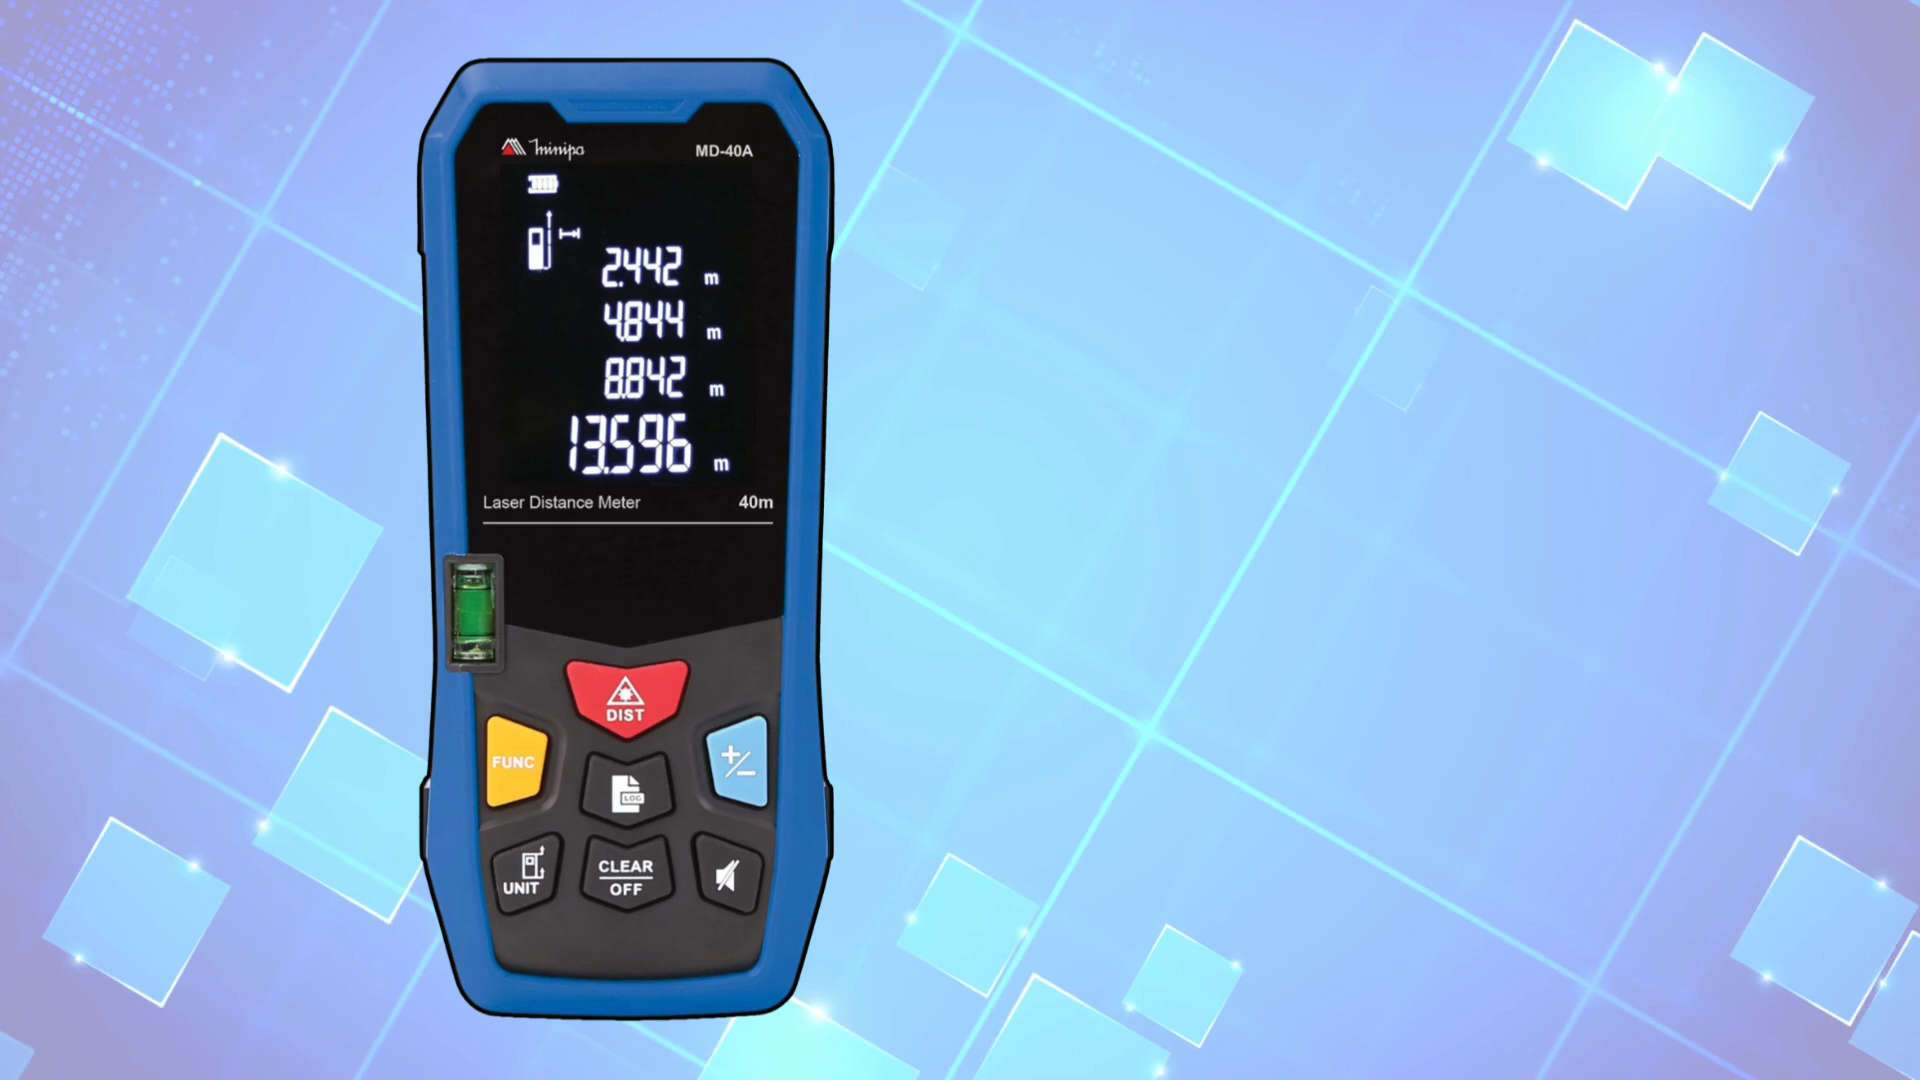 Minipa MD-40A
2.442 m
4.844 m
8.842 m
13.596 m
Laser Distance Meter 40m
DIST
FUNC
+/−
LOG
UNIT
CLEAR
OFF